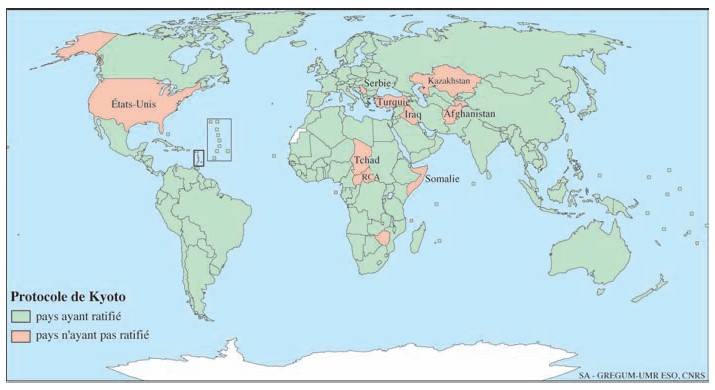 États-Unis
Serbie
Kazakhstan
Turquie
Iraq
Afghanistan
Tchad
RCA
Somalie
Protocole de Kyoto
pays ayant ratifié
pays n'ayant pas ratifié
SA - GREGUM-UMR ESO, CNRS